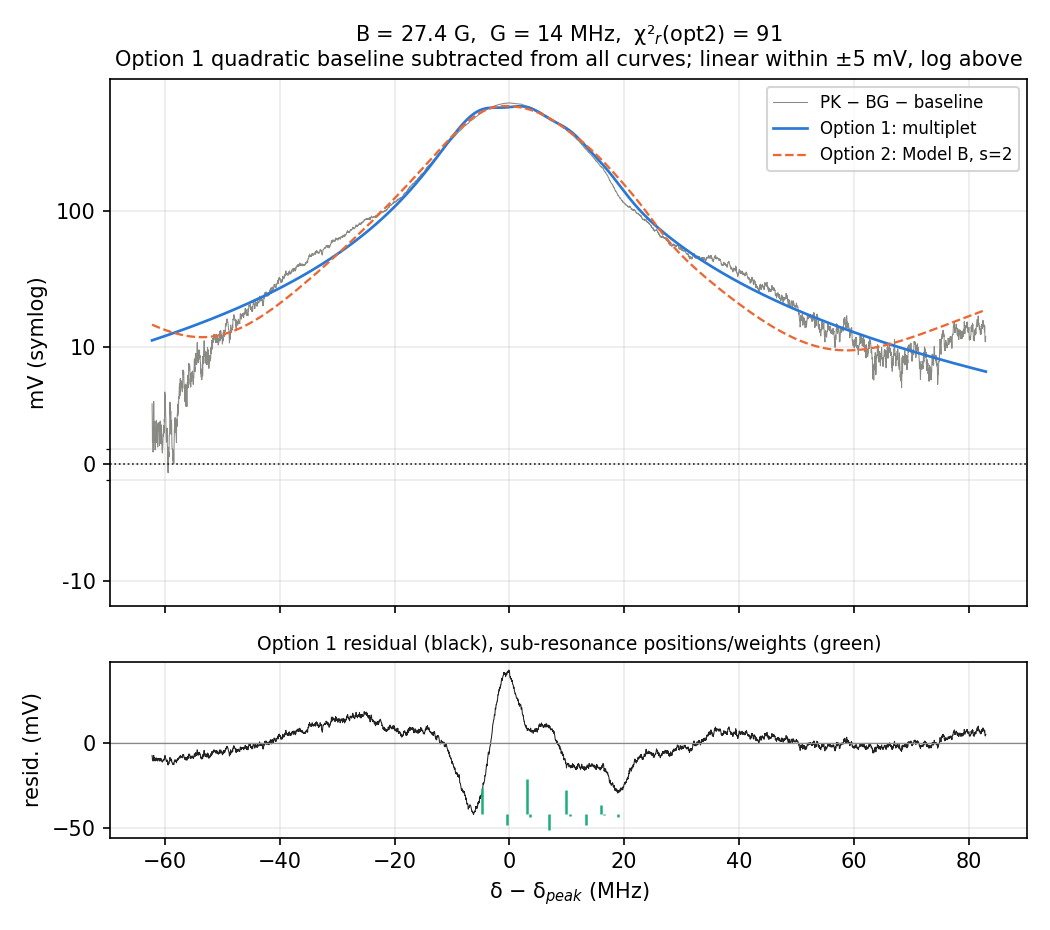 B = 27.4 G,  G = 14 MHz,  χ²ᵣ(opt2) = 91
Option 1 quadratic baseline subtracted from all curves; linear within ±5 mV, log above
PK − BG − baseline
Option 1: multiplet
Option 2: Model B, s=2
mV (symlog)
100
10
0
-10
Option 1 residual (black), sub-resonance positions/weights (green)
resid. (mV)
0
−50
−60 −40 −20 0 20 40 60 80
δ − δpeak (MHz)